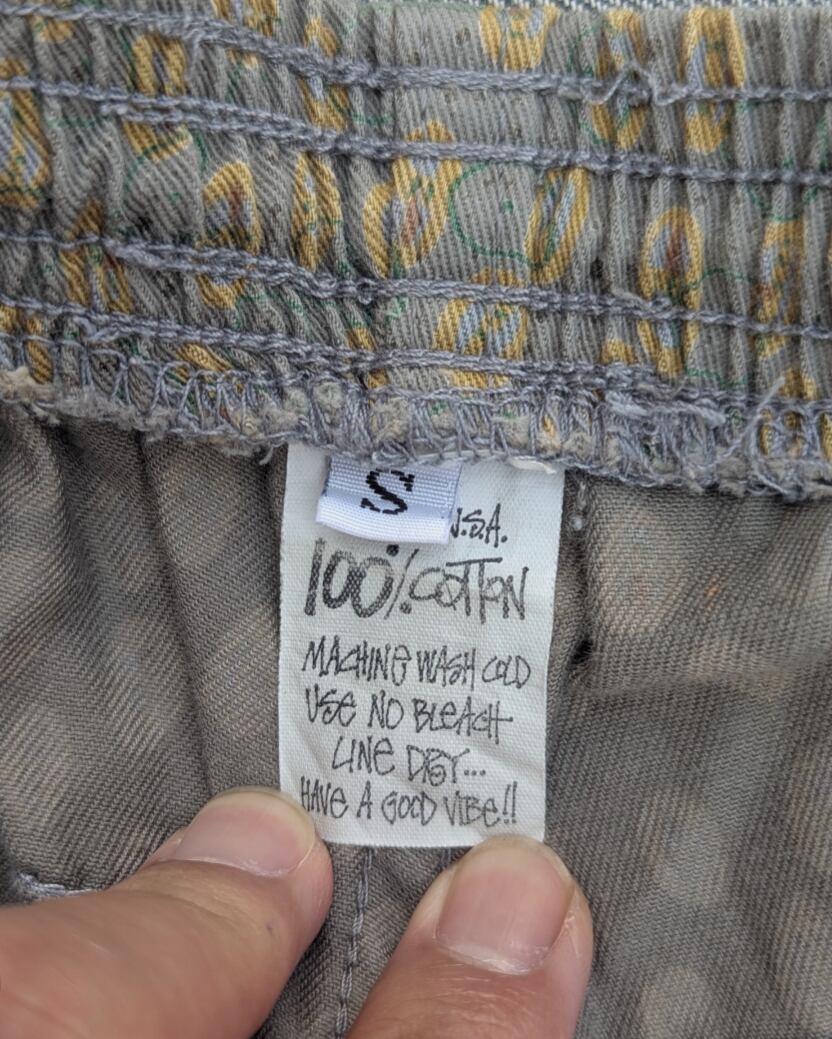 S
U.S.A.
100% COTTON
MACHINE WASH COLD
USE NO BLEACH
LINE DRY...
HAVE A GOOD VIBE!!